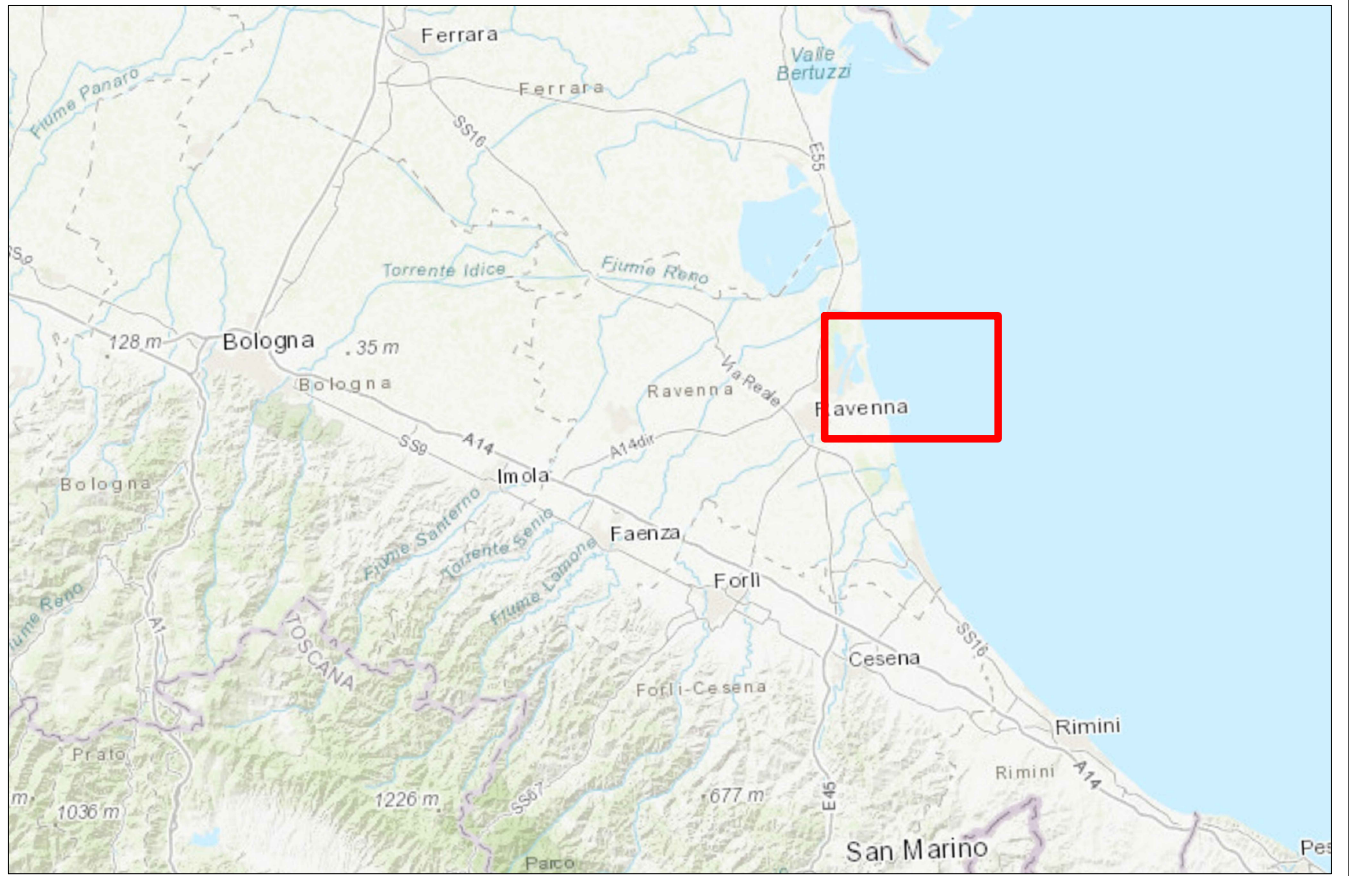 Ferrara
Valle
Bertuzzi
Fiume Panaro
Ferrara
SS16
E55
SS9
Torrente Idice
Fiume Reno
128 m
Bologna
35 m
Bologna
Ravenna
Via Reale
Ravenna
A14
SS9
A14dir
Imola
Bologna
Fiume Santerno
Torrente Senio
Faenza
Fiume Lamone
Forlì
Reno
A1
TOSCANA
SS16
Cesena
Forlì-Cesena
Rimini
Prato
Rimini
A14
m
1036 m
1226 m
SS67
677 m
E45
San Marino
Pes
Parco